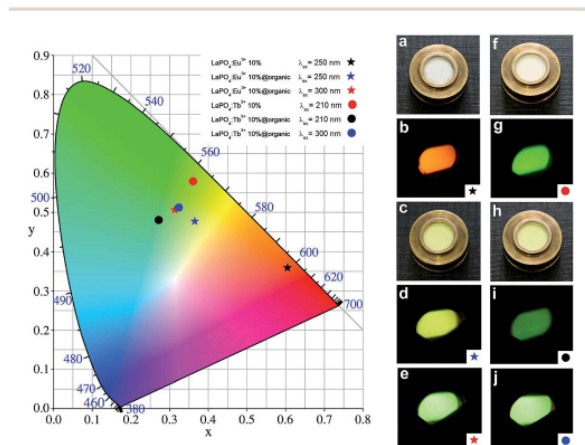 LaPO₄:Eu³⁺ 10% λₑₓ = 250 nm
LaPO₄:Eu³⁺ 10%@organic λₑₓ = 250 nm
LaPO₄:Eu³⁺ 10%@organic λₑₓ = 300 nm
LaPO₄:Tb³⁺ 10% λₑₓ = 210 nm
LaPO₄:Tb³⁺ 10%@organic λₑₓ = 210 nm
LaPO₄:Tb³⁺ 10%@organic λₑₓ = 300 nm
0.9
0.8
0.7
0.6
0.5
0.4
0.3
0.2
0.1
0.0
y
520
540
560
580
600
620
700
500
490
480
470
460
380
0.0 0.1 0.2 0.3 0.4 0.5 0.6 0.7 0.8
x
a f
b g
c h
d i
e j